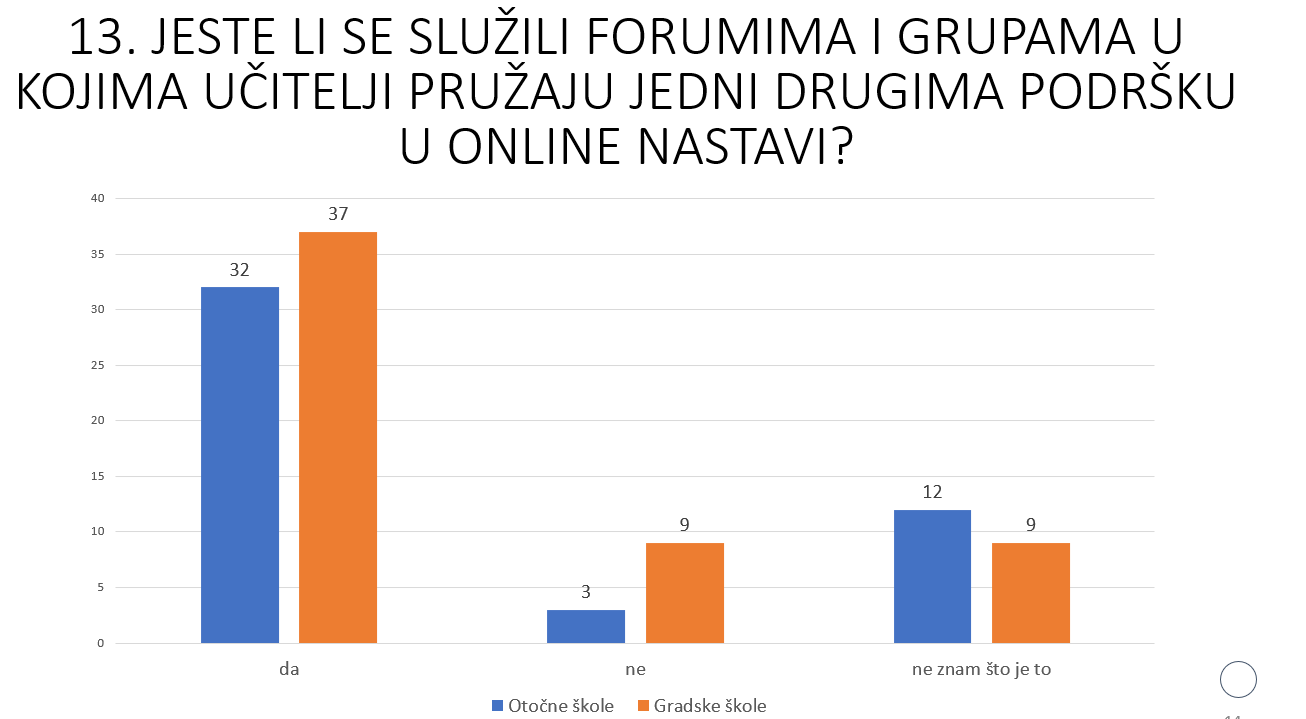 13. JESTE LI SE SLUŽILI FORUMIMA I GRUPAMA U
KOJIMA UČITELJI PRUŽAJU JEDNI DRUGIMA PODRŠKU
U ONLINE NASTAVI?
40
35
30
25
20
15
10
5
0
32
37
3
9
12
9
da
ne
ne znam što je to
Otočne škole
Gradske škole